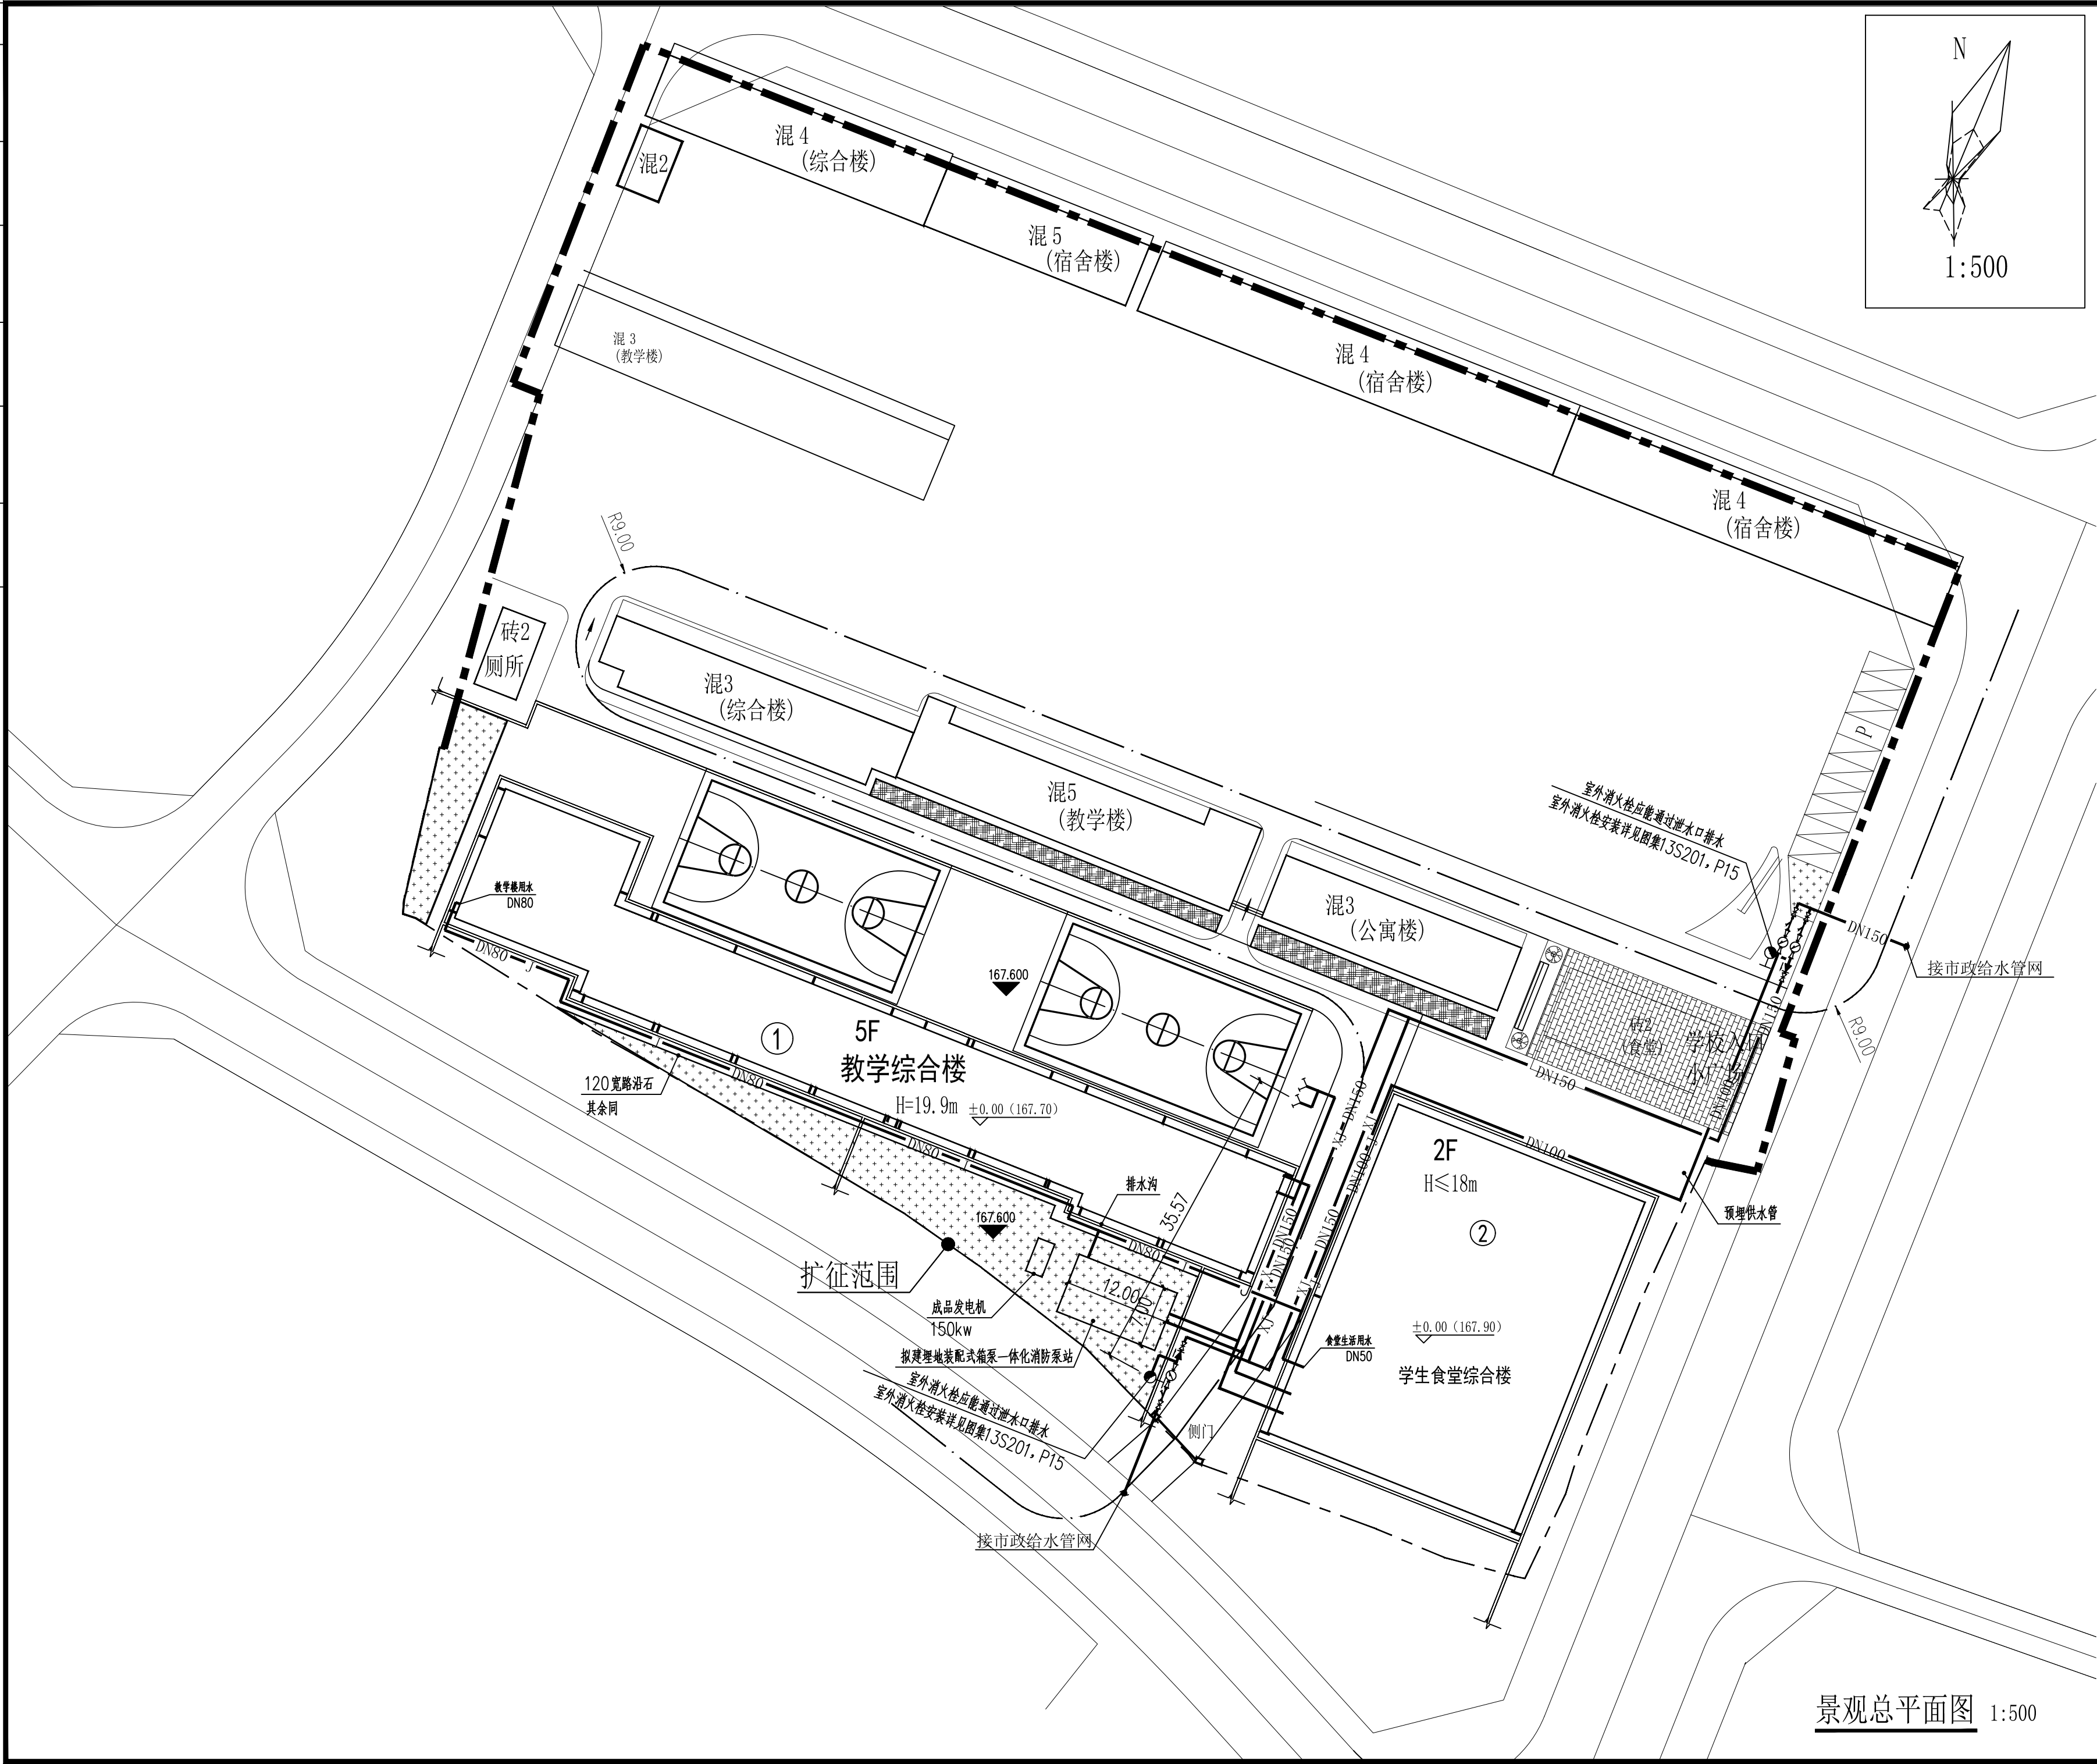 N
1:500
混4
(综合楼)
混2
混5
(宿舍楼)
混3
(教学楼)
混4
(宿舍楼)
混4
(宿舍楼)
R9.00
砖2
厕所
混3
(综合楼)
混5
(教学楼)
P
室外消火栓应能通过泄水口排水
室外消火栓安装详见图集13S201,P15
混3
(公寓楼)
教学楼用水
DN80
DN80
J
DN150
接市政给水管网
167.600
DN150
砖2
(食堂)
R9.00
5F
①
教学综合楼
H=19.9m
±0.00 (167.70)
120宽路沿石
其余同
J
DN80
DN150
DN100
Y
Y
XJ
DN150
XJ
J
DN100
DN100
2F
H≤18m
②
DN80
J
排水沟
35.57
DN150
DN150
DN150
预埋供水管
167.600
DN80
J
扩征范围
12.00
7.00
成品发电机
150kw
XJ
XJ
±0.00 (167.90)
食堂生活用水
DN50
拟建埋地装配式箱泵一体化消防泵站
学生食堂综合楼
室外消火栓应能通过泄水口排水
室外消火栓安装详见图集13S201,P15
侧门
接市政给水管网
景观总平面图 1:500